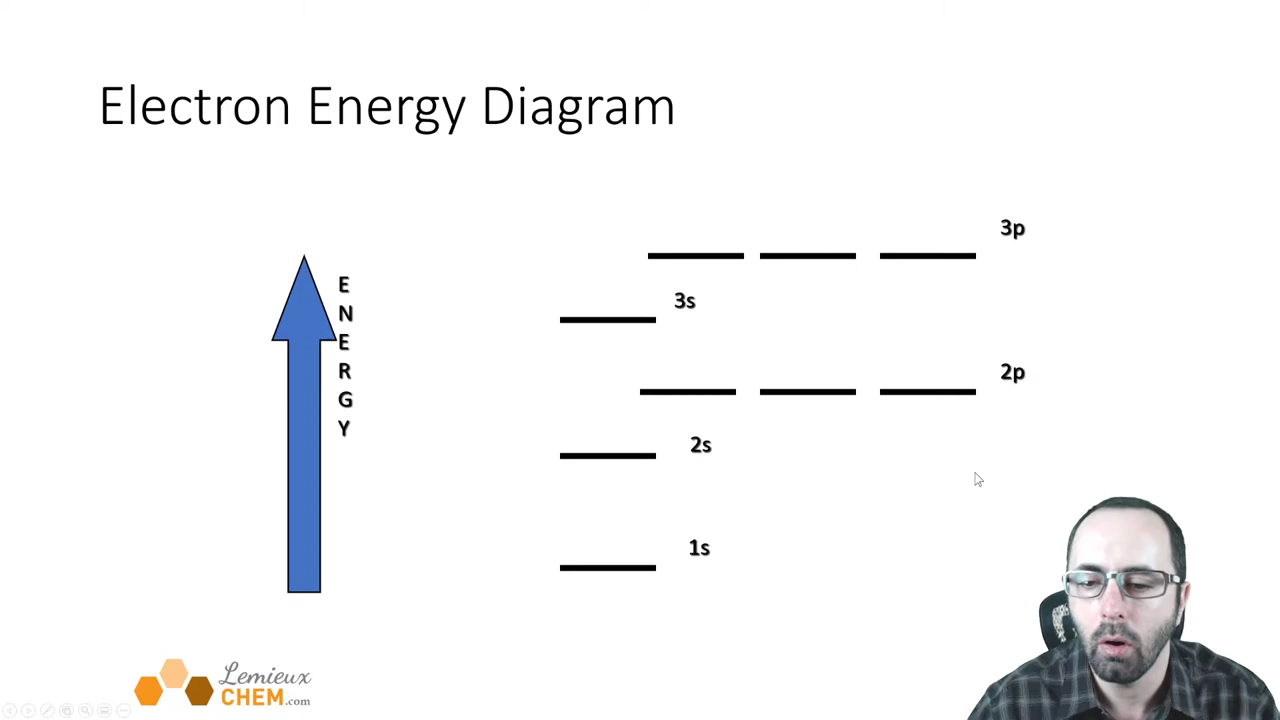 Electron Energy Diagram
3p
E
N
E
R
G
Y
3s
2p
2s
1s
Lemieux
CHEM.com